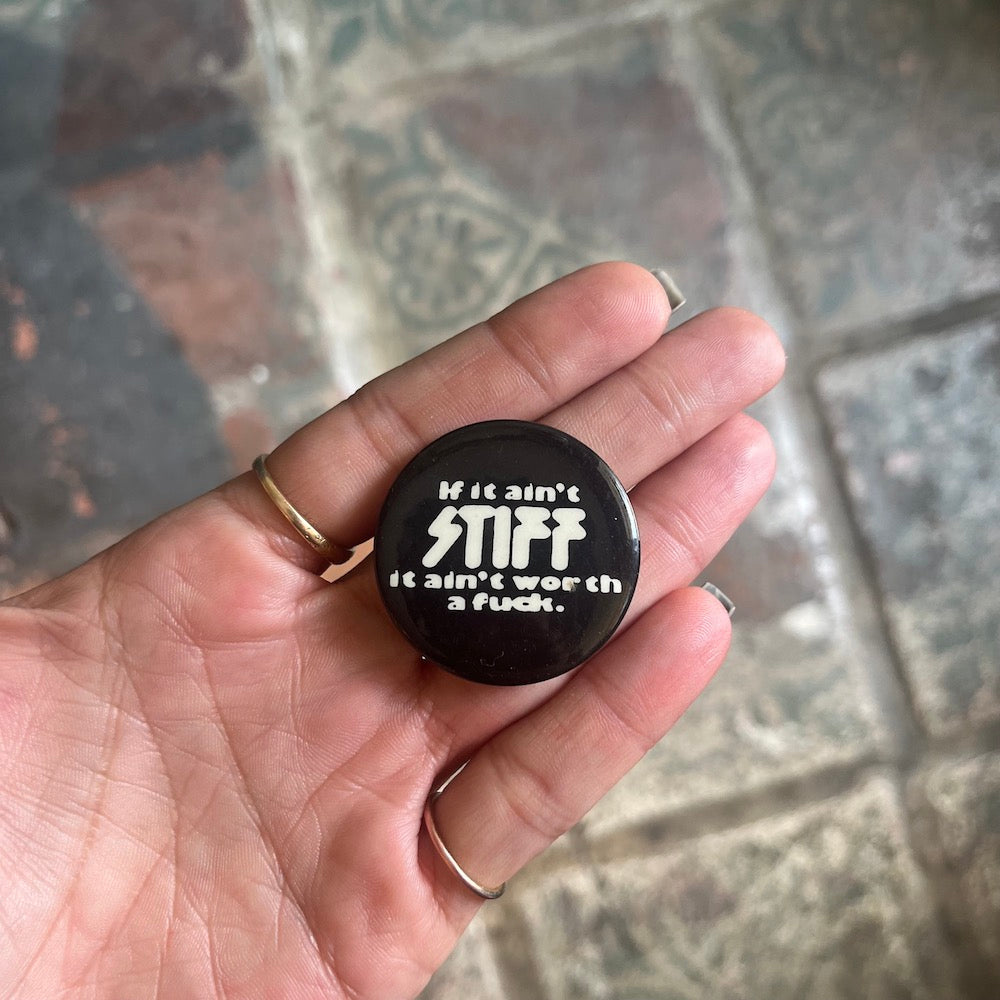 If it ain't
STIFF
it ain't worth
a fuck.